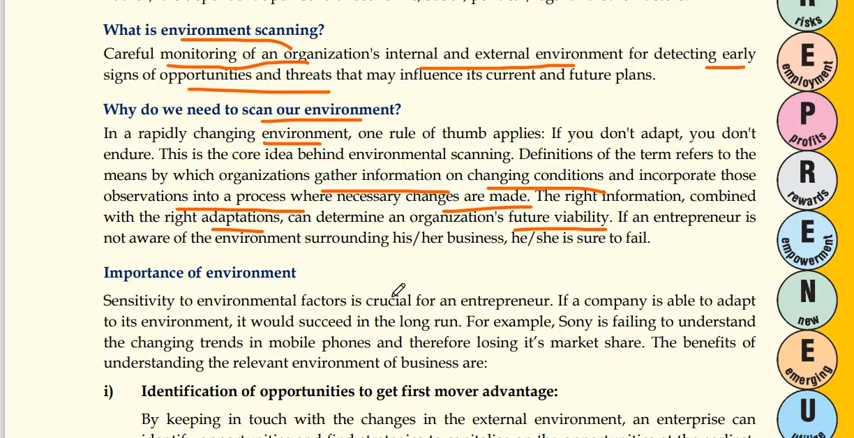 What is environment scanning?
Careful monitoring of an organization's internal and external environment for detecting early
signs of opportunities and threats that may influence its current and future plans.
Why do we need to scan our environment?
In a rapidly changing environment, one rule of thumb applies: If you don't adapt, you don't
endure. This is the core idea behind environmental scanning. Definitions of the term refers to the
means by which organizations gather information on changing conditions and incorporate those
observations into a process where necessary changes are made. The right information, combined
with the right adaptations, can determine an organization's future viability. If an entrepreneur is
not aware of the environment surrounding his/her business, he/she is sure to fail.
Importance of environment
Sensitivity to environmental factors is crucial for an entrepreneur. If a company is able to adapt
to its environment, it would succeed in the long run. For example, Sony is failing to understand
the changing trends in mobile phones and therefore losing it's market share. The benefits of
understanding the relevant environment of business are:
i) Identification of opportunities to get first mover advantage:
By keeping in touch with the changes in the external environment, an enterprise can
risks
E
employment
P
profits
R
rewards
E
empowerment
N
new
E
emerging
U